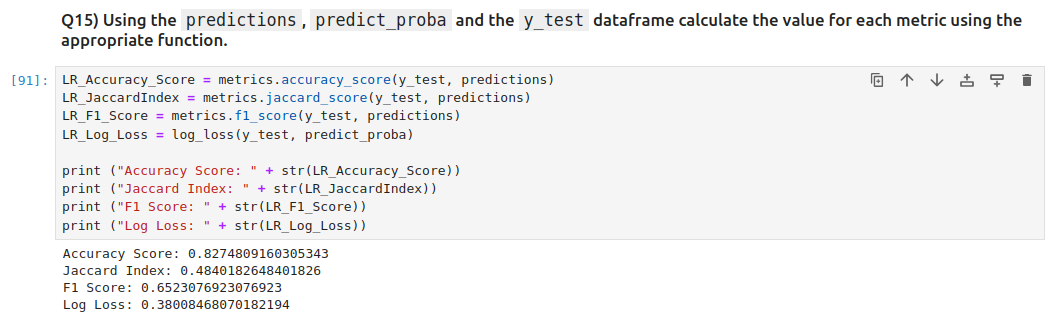 Q15) Using the predictions, predict_proba and the y_test dataframe calculate the value for each metric using the
appropriate function.
[91]: LR_Accuracy_Score = metrics.accuracy_score(y_test, predictions)
LR_JaccardIndex = metrics.jaccard_score(y_test, predictions)
LR_F1_Score = metrics.f1_score(y_test, predictions)
LR_Log_Loss = log_loss(y_test, predict_proba)
print ("Accuracy Score: " + str(LR_Accuracy_Score))
print ("Jaccard Index: " + str(LR_JaccardIndex))
print ("F1 Score: " + str(LR_F1_Score))
print ("Log Loss: " + str(LR_Log_Loss))
Accuracy Score: 0.8274809160305343
Jaccard Index: 0.4840182648401826
F1 Score: 0.6523076923076923
Log Loss: 0.38008468070182194